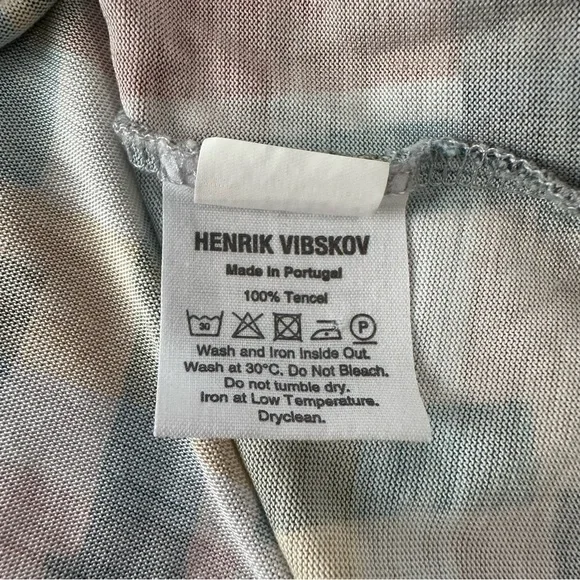 HENRIK VIBSKOV
Made in Portugal
100% Tencel
30 P
Wash and Iron Inside Out.
Wash at 30°C. Do Not Bleach.
Do not tumble dry.
Iron at Low Temperature.
Dryclean.